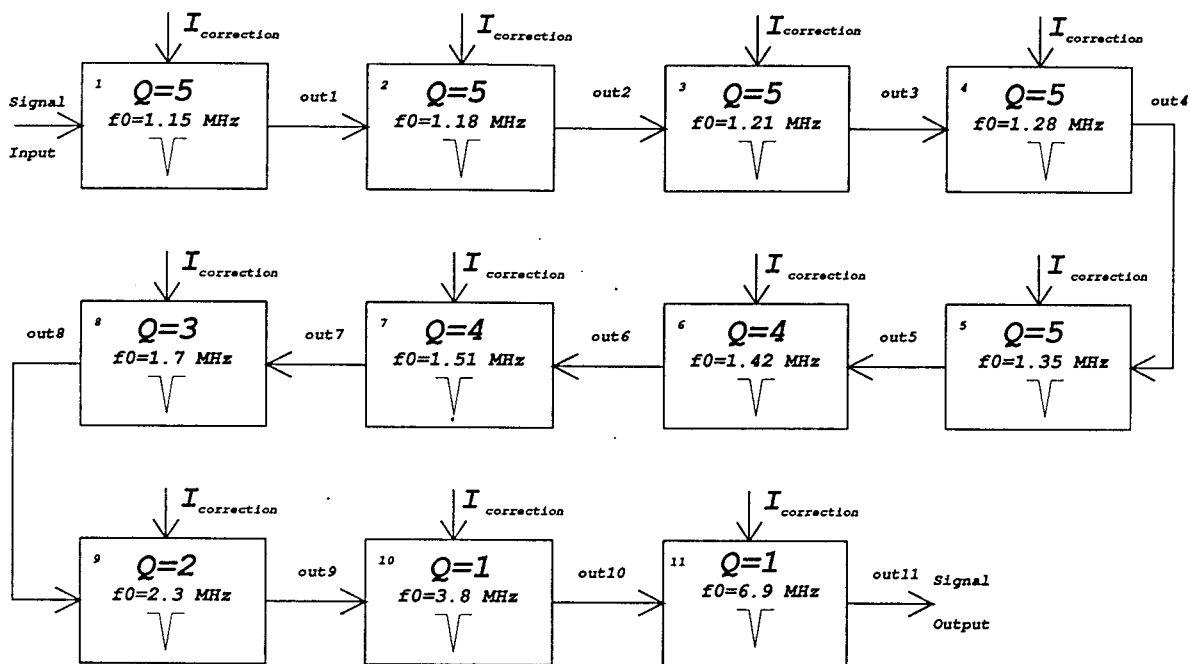 I correction
I correction
I correction
I correction
Signal
Input
1
Q=5
f0=1.15 MHz
out1
2
Q=5
f0=1.18 MHz
out2
3
Q=5
f0=1.21 MHz
out3
4
Q=5
f0=1.28 MHz
out4
I correction
I correction
I correction
I correction
out8
8
Q=3
f0=1.7 MHz
out7
7
Q=4
f0=1.51 MHz
out6
6
Q=4
f0=1.42 MHz
out5
5
Q=5
f0=1.35 MHz
I correction
I correction
I correction
9
Q=2
f0=2.3 MHz
out9
10
Q=1
f0=3.8 MHz
out10
11
Q=1
f0=6.9 MHz
out11
Signal
Output